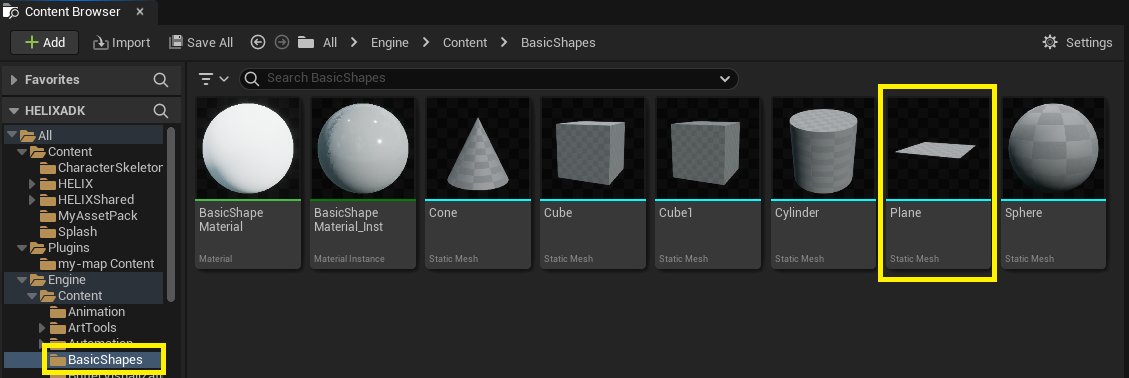 Content Browser
Add
Import
Save All
All
Engine
Content
BasicShapes
Settings
Favorites
Search BasicShapes
HELIXADK
All
Content
CharacterSkeleton
HELIX
HELIXShared
MyAssetPack
Splash
Plugins
my-map Content
Engine
Content
Animation
ArtTools
Automation
BasicShapes
BasicShape
Material
Material
BasicShape
Material_Inst
Material Instance
Cone
Static Mesh
Cube
Static Mesh
Cube1
Static Mesh
Cylinder
Static Mesh
Plane
Static Mesh
Sphere
Static Mesh